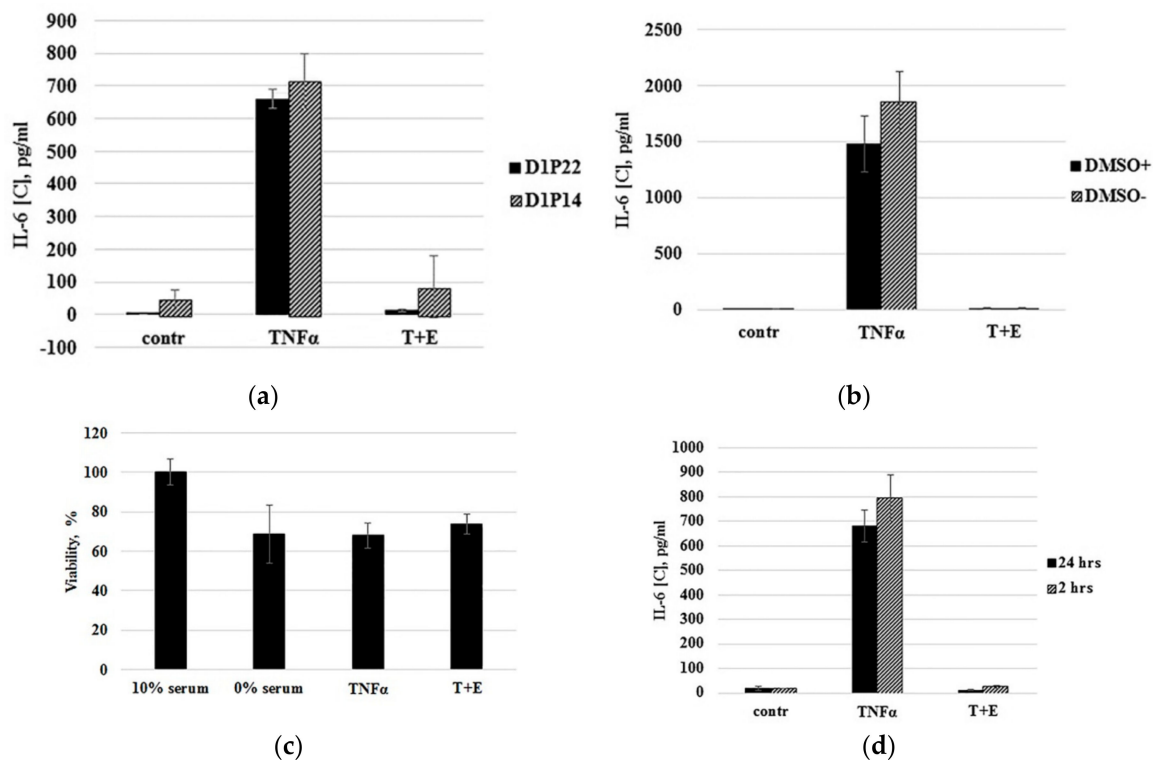 900
800
700
600
500
400
300
200
100
0
-100
IL-6 [C], pg/ml
contr TNFα T+E
D1P22
D1P14
(a)
2500
2000
1500
1000
500
0
IL-6 [C], pg/ml
contr TNFα T+E
DMSO+
DMSO-
(b)
120
100
80
60
40
20
0
Viability, %
10% serum 0% serum TNFα T+E
(c)
1000
900
800
700
600
500
400
300
200
100
0
IL-6 [C], pg/ml
contr TNFα T+E
24 hrs
2 hrs
(d)